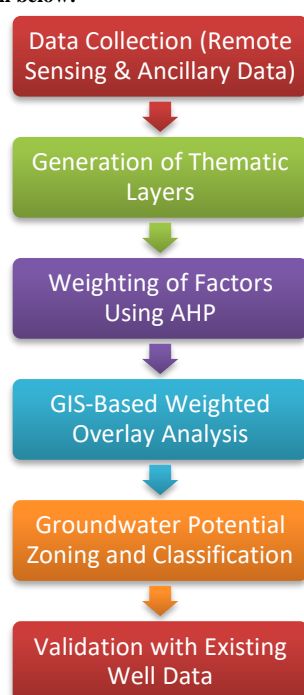 below.
Data Collection (Remote
Sensing & Ancillary Data)
Generation of Thematic
Layers
Weighting of Factors
Using AHP
GIS-Based Weighted
Overlay Analysis
Groundwater Potential
Zoning and Classification
Validation with Existing
Well Data